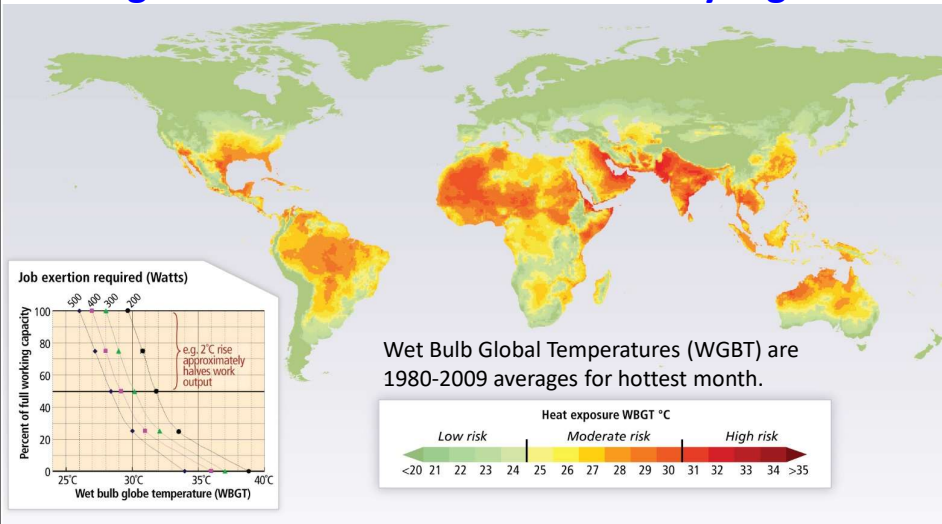 Job exertion required (Watts)
500 400 300 200
100
80
60
40
20
0
Percent of full working capacity
e.g. 2°C rise
approximately
halves work
output
25°C 30°C 35°C 40°C
Wet bulb globe temperature (WBGT)
Wet Bulb Global Temperatures (WGBT) are
1980-2009 averages for hottest month.
Heat exposure WBGT °C
Low risk Moderate risk High risk
<20 21 22 23 24 25 26 27 28 29 30 31 32 33 34 >35